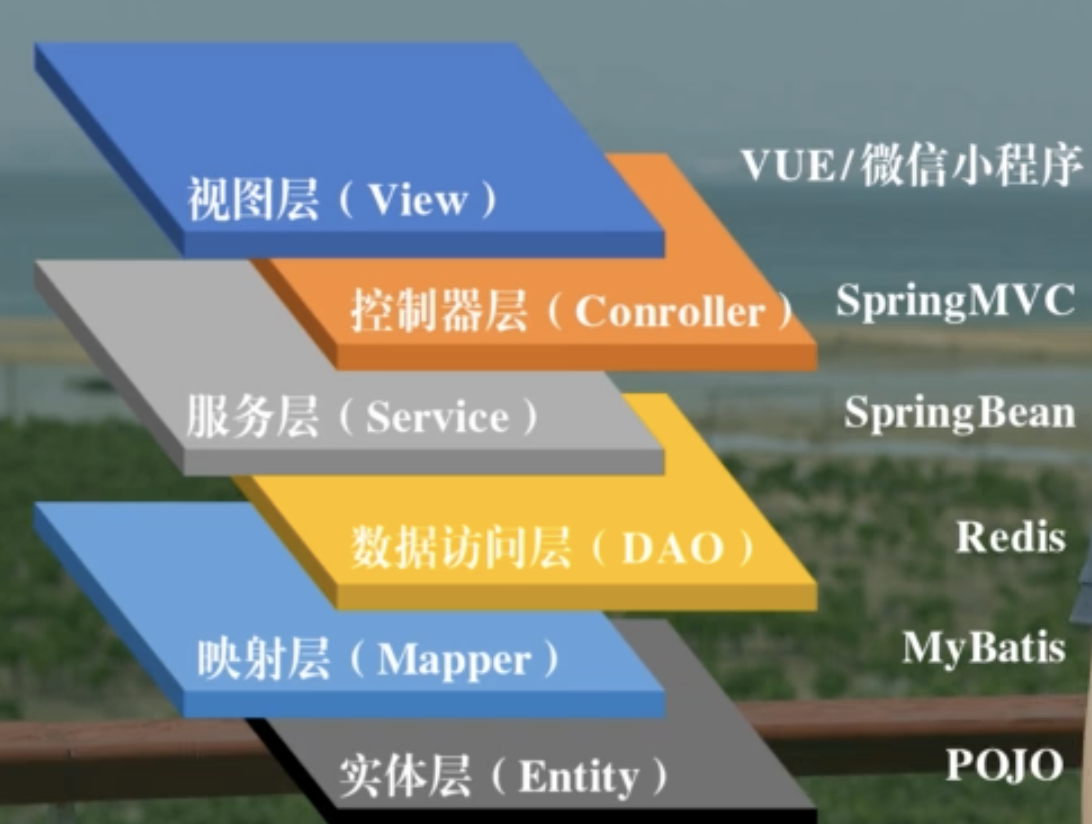 视图层（View）
VUE/微信小程序
控制器层（Conroller）
SpringMVC
服务层（Service）
SpringBean
数据访问层（DAO）
Redis
映射层（Mapper）
MyBatis
实体层（Entity）
POJO